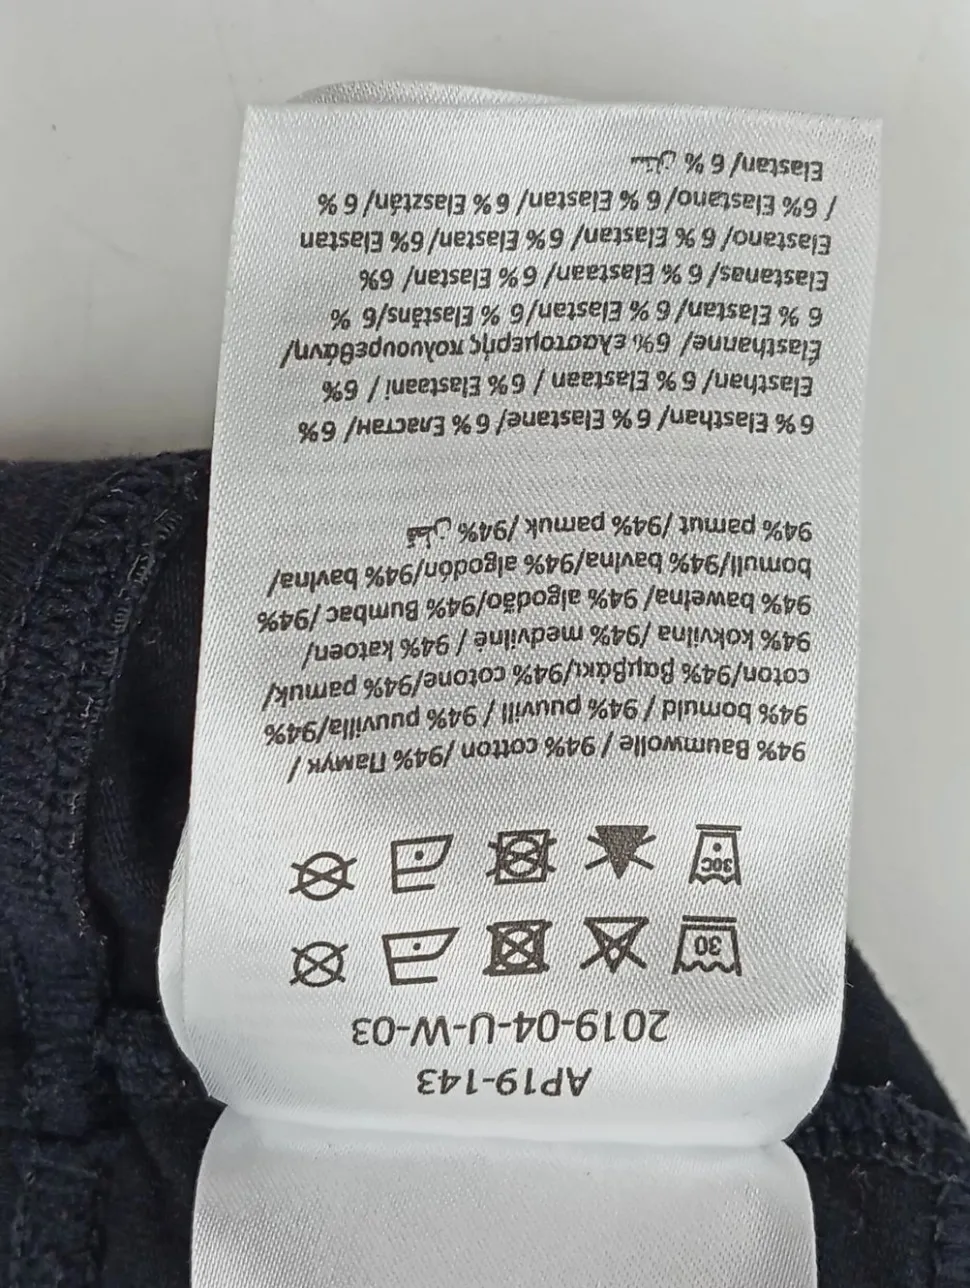 AP19-143
2019-04-U-W-03
30
30C
94% Baumwolle / 94% cotton /94% Памук /
94% bomuld / 94% puuvill / 94% puuvilla/94%
coton/94% βαμβάκι/94% cotone/94% pamuk/
94% kokvilna /94% medvilnė / 94% katoen/
94% bawełna/ 94% algodão/94% Bumbac /94%
bomull/94% bavlna/94% algodón/94% bavlna/
94% pamut /94% pamuk /94% قطن
6 % Elasthan/ 6 % Elastane/ 6 % Еластан/ 6%
Elasthan/ 6 % Elastaan / 6 % Elastaani / 6%
Élasthanne/ 6% ελαστομερής πολυουρεθάνη/
6 % Elastan/ 6 % Elastan/6 % Elastāns/6 %
Elastanas/ 6 % Elastaan/ 6 % Elastan/ 6%
Elastano/ 6 % Elastan/ 6% Elastan/ 6% Elastan
/ 6% Elastano/ 6 % Elastan/ 6 % Elasztán/ 6 %
Elastan/ 6 %